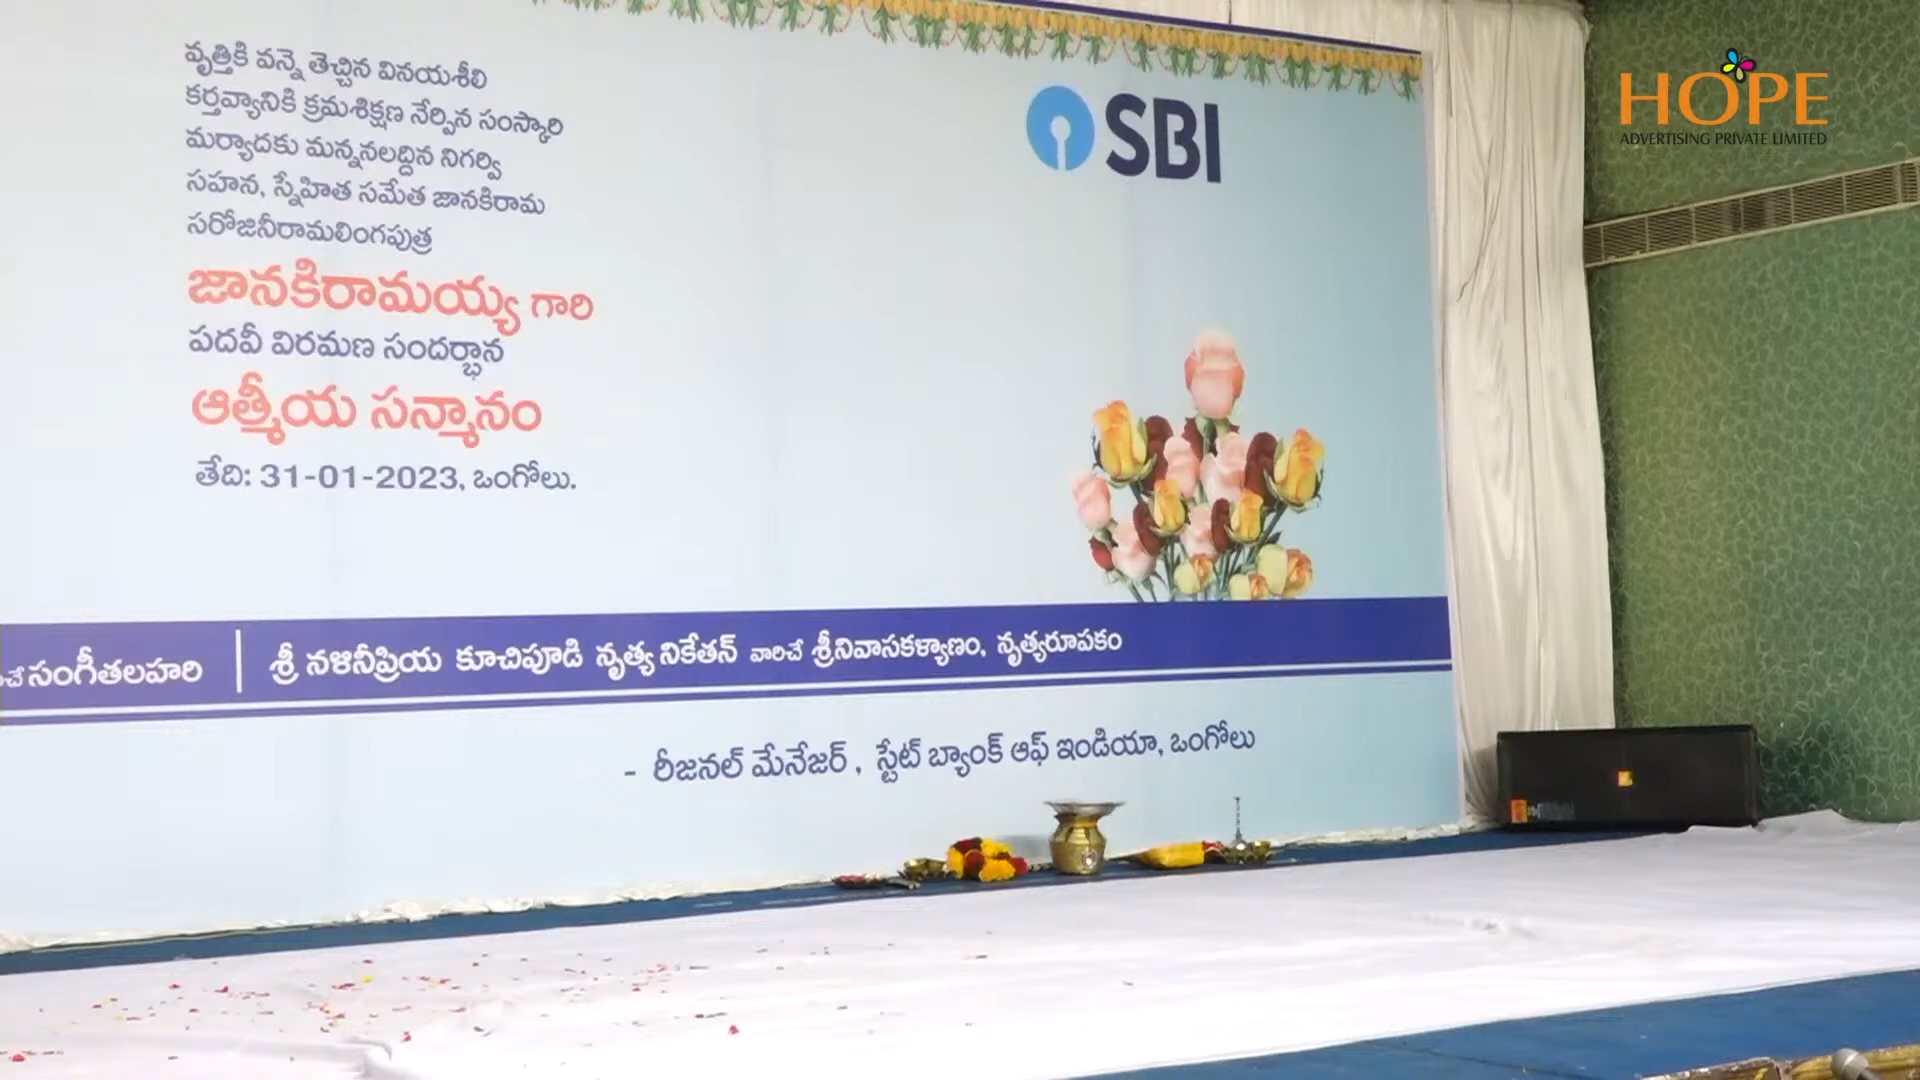 వృత్తికి వన్నె తెచ్చిన వినయశీలి
కర్తవ్యానికి క్రమశిక్షణ నేర్పిన సంస్కారి
మర్యాదకు మన్ననలద్దిన నిగర్వి
సహన, స్నేహిత సమేత జానకిరామ
సరోజినీరామలింగపుత్ర
జానకిరామయ్య గారి
పదవీ విరమణ సందర్భాన
ఆత్మీయ సన్మానం
తేది: 31-01-2023, ఒంగోలు.
SBI
HOPE
ADVERTISING PRIVATE LIMITED
సంగీతలహరి | శ్రీ నళినీప్రియ కూచిపూడి నృత్య నికేతన్ వారిచే శ్రీనివాసకళ్యాణం, నృత్యరూపకం
- రీజనల్ మేనేజర్, స్టేట్ బ్యాంక్ ఆఫ్ ఇండియా, ఒంగోలు